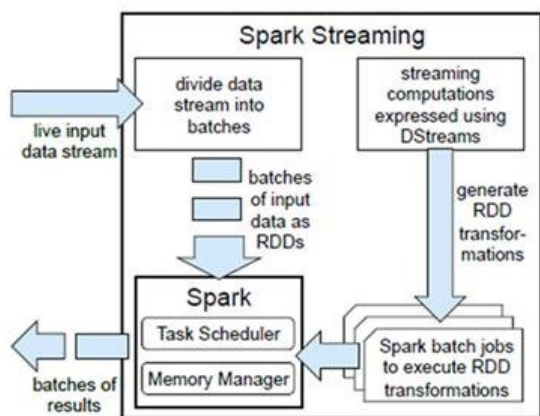 Spark Streaming
divide data
stream into
batches
streaming
computations
expressed using
DStreams
live input
data stream
batches
of input
data as
RDDs
generate
RDD
transfor-
mations
Spark
Task Scheduler
Memory Manager
Spark batch jobs
to execute RDD
transformations
batches of
results